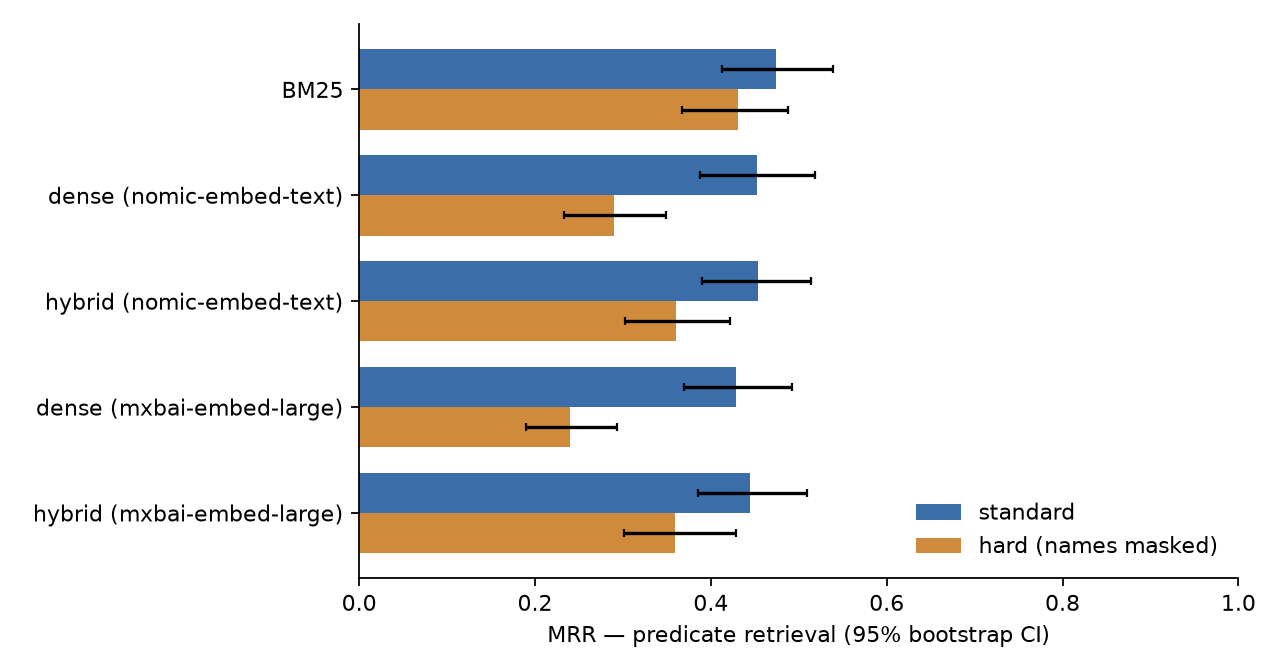 BM25
dense (nomic-embed-text)
hybrid (nomic-embed-text)
dense (mxbai-embed-large)
hybrid (mxbai-embed-large)
standard
hard (names masked)
0.0 0.2 0.4 0.6 0.8 1.0
MRR — predicate retrieval (95% bootstrap CI)